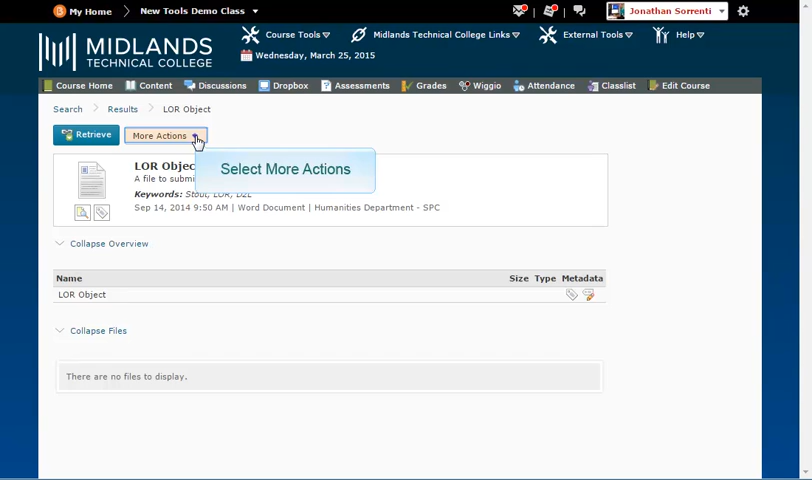 My Home
New Tools Demo Class
Jonathan Sorrenti
MIDLANDS
TECHNICAL COLLEGE
Course Tools
Midlands Technical College Links
External Tools
Help
Wednesday, March 25, 2015
Course Home
Content
Discussions
Dropbox
Assessments
Grades
Wiggio
Attendance
Classlist
Edit Course
Search
Results
LOR Object
Retrieve
More Actions
Select More Actions
LOR Objec
A file to submi
Keywords: Stout, LOR, D2L
Sep 14, 2014 9:50 AM | Word Document | Humanities Department - SPC
Collapse Overview
Name Size Type Metadata
LOR Object
Collapse Files
There are no files to display.